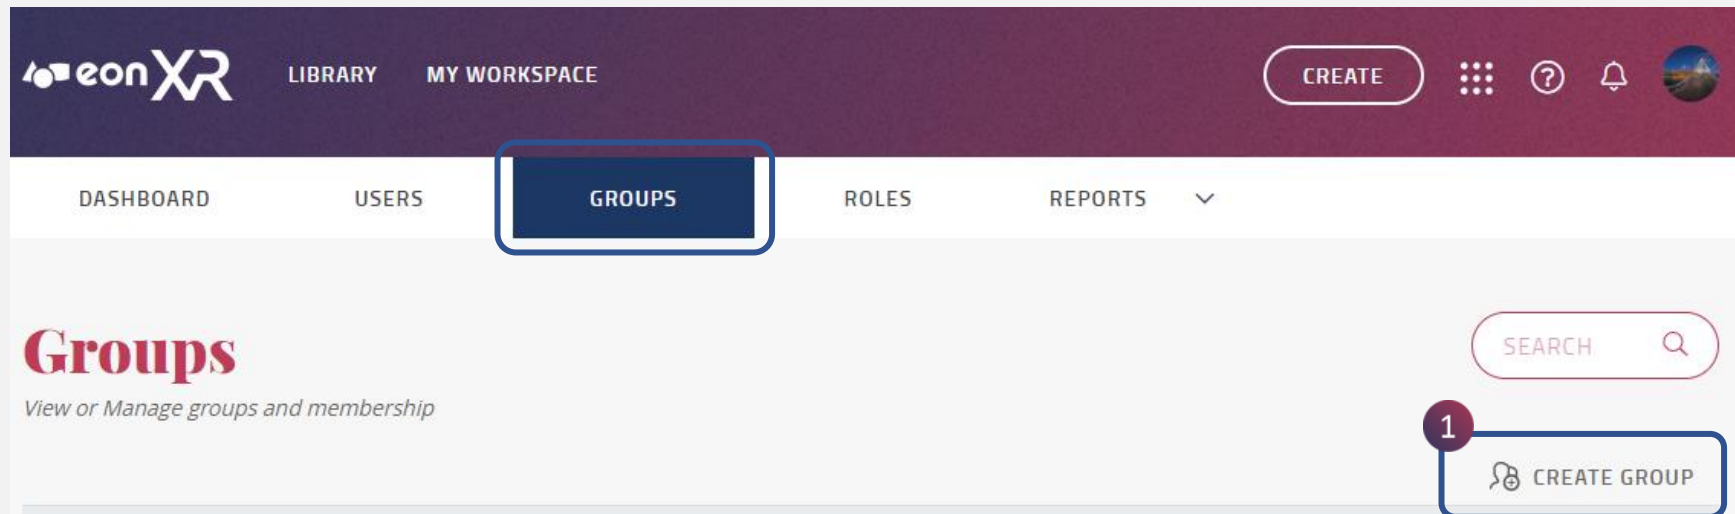 eonXR LIBRARY MY WORKSPACE CREATE
DASHBOARD USERS GROUPS ROLES REPORTS
Groups
SEARCH
View or Manage groups and membership
1
CREATE GROUP